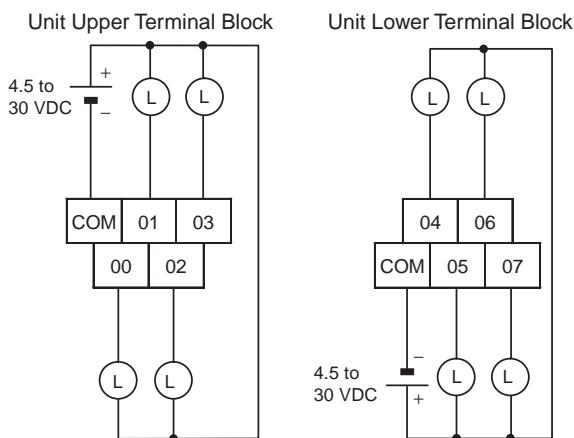 Unit Upper Terminal Block
+
4.5 to
30 VDC
−
L
L
COM 01 03
00 02
L
L
Unit Lower Terminal Block
L
L
04 06
COM 05 07
4.5 to
30 VDC
−
+
L
L